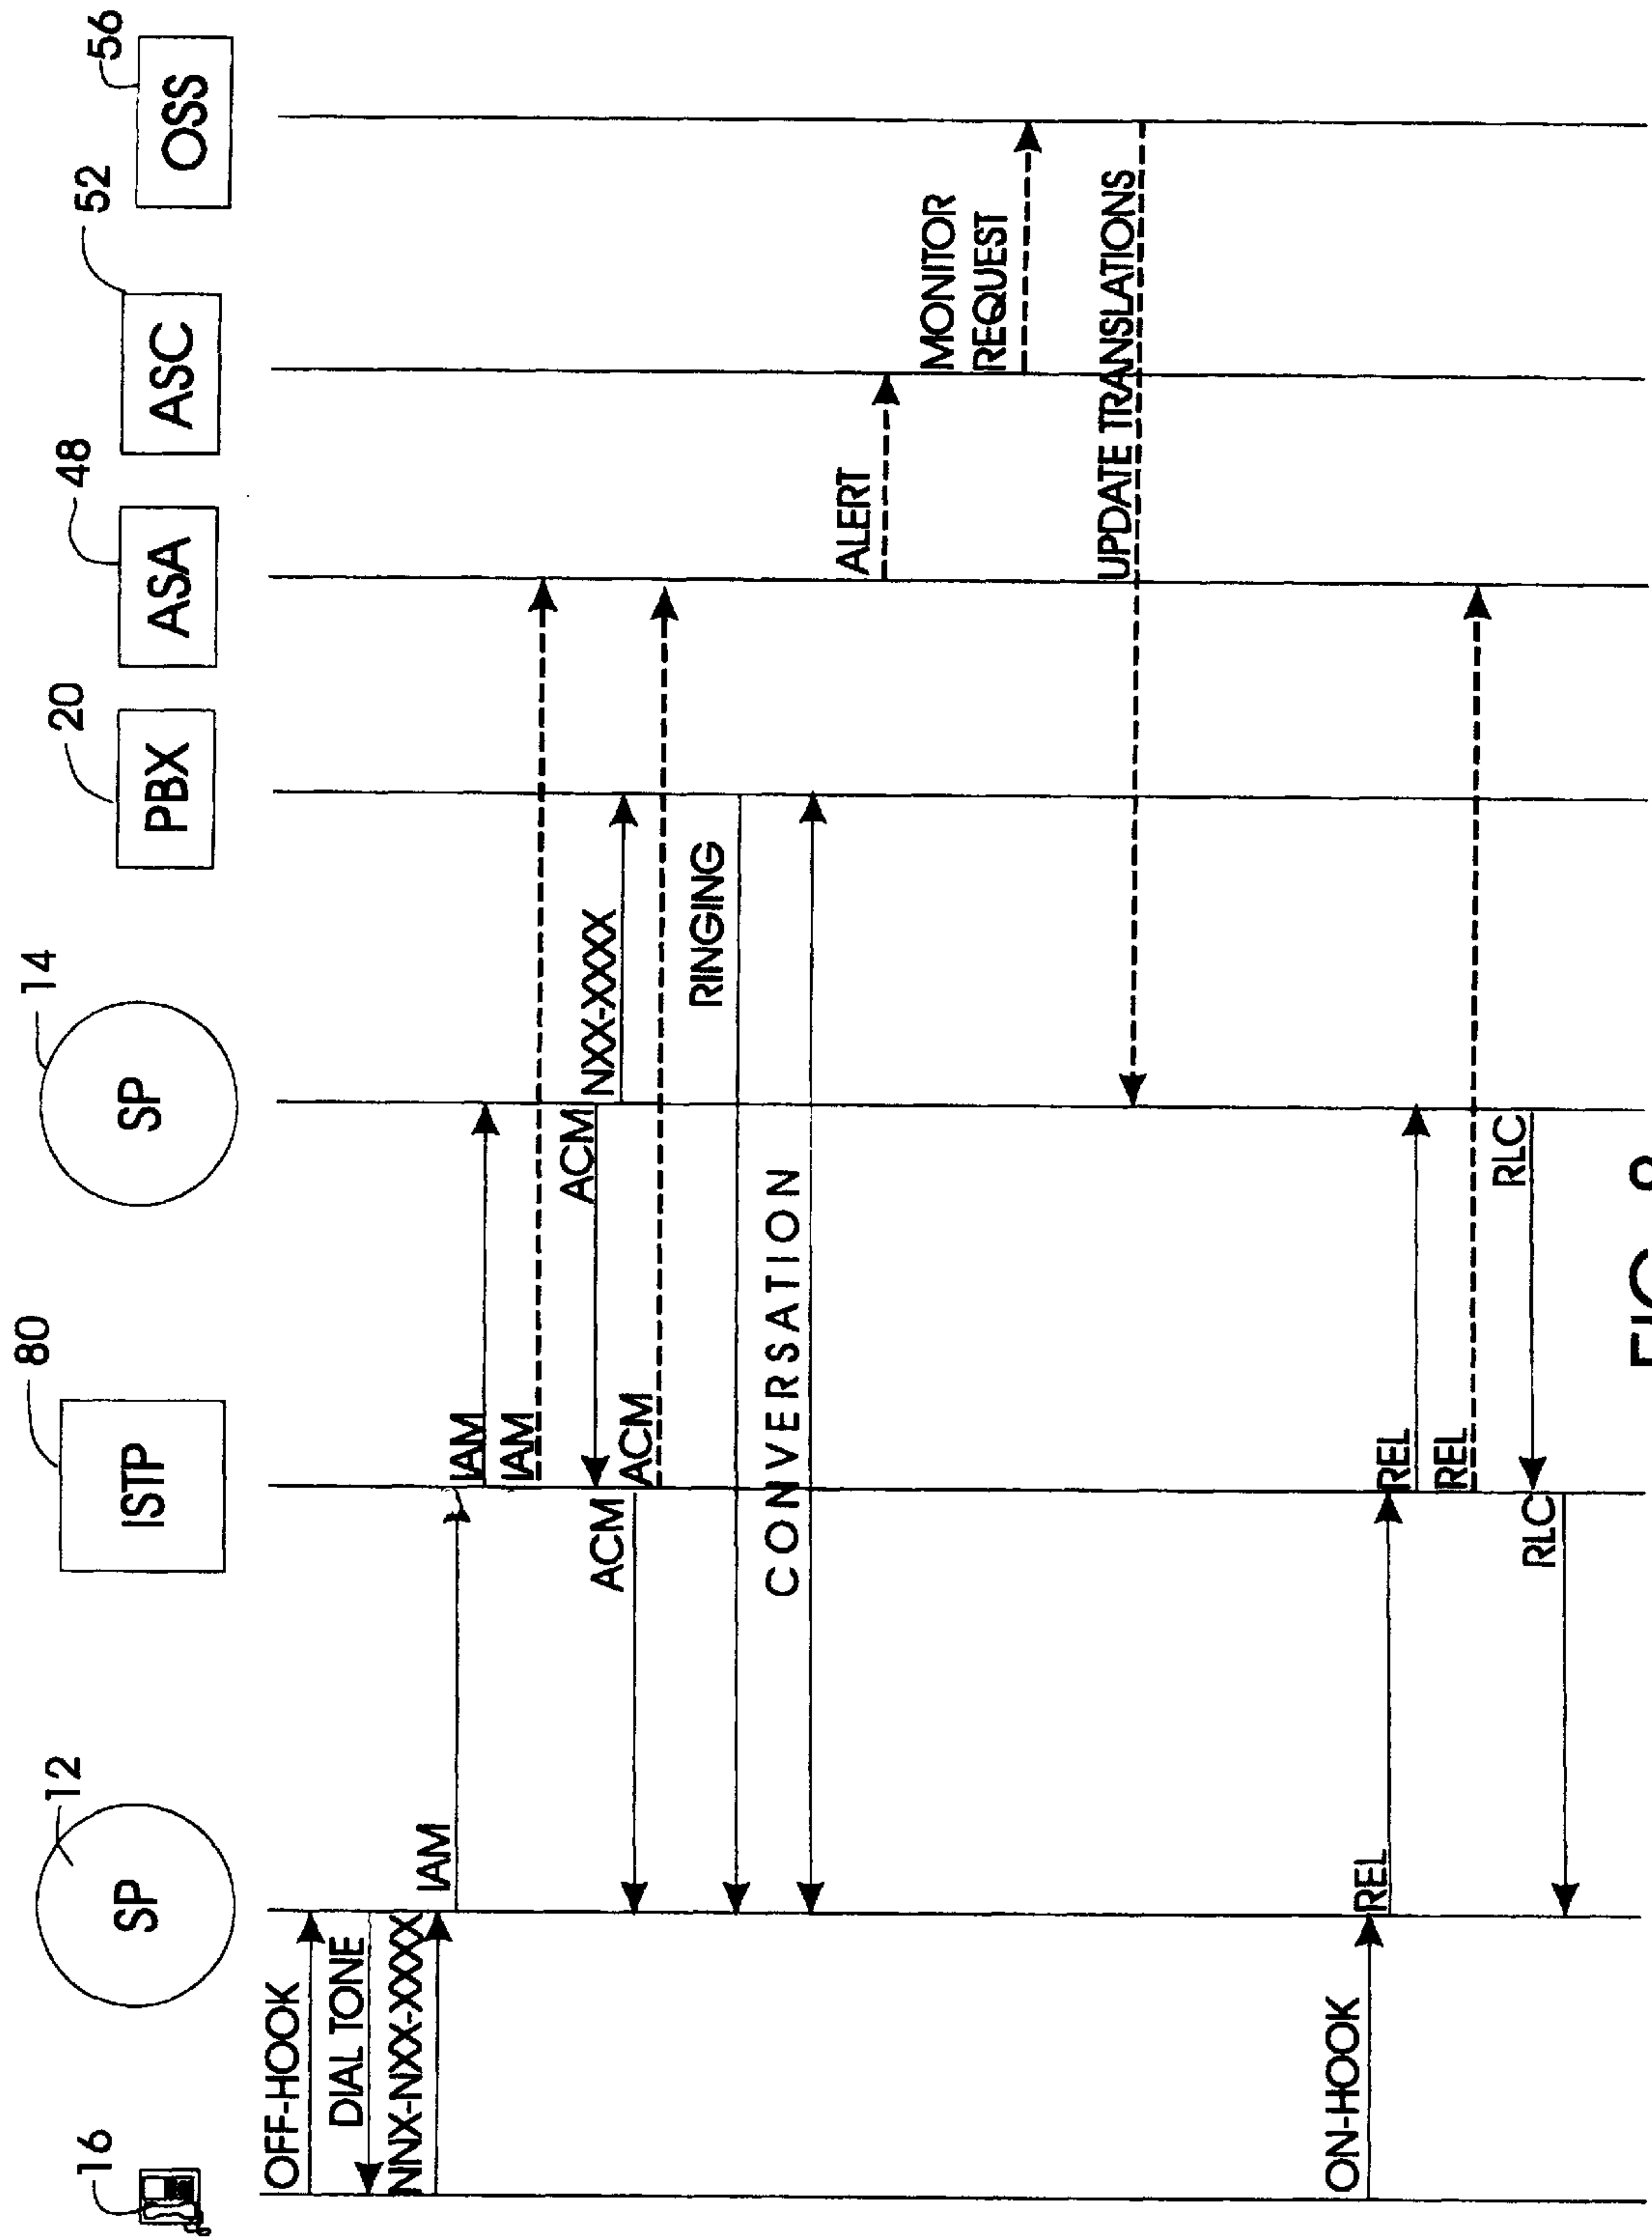 16
12
80
14
20
48
52
56
SP
ISTP
SP
PBX
ASA
ASC
OSS
OFF-HOOK
DIAL TONE
NNX-NXX-XXXX
IAM
IAM
IAM
ACM
NXX-XXXX
ACM
ACM
RINGING
CONVERSATION
ALERT
MONITOR
REQUEST
UPDATE TRANSLATIONS
ON-HOOK
REL
REL
REL
RLC
RLC